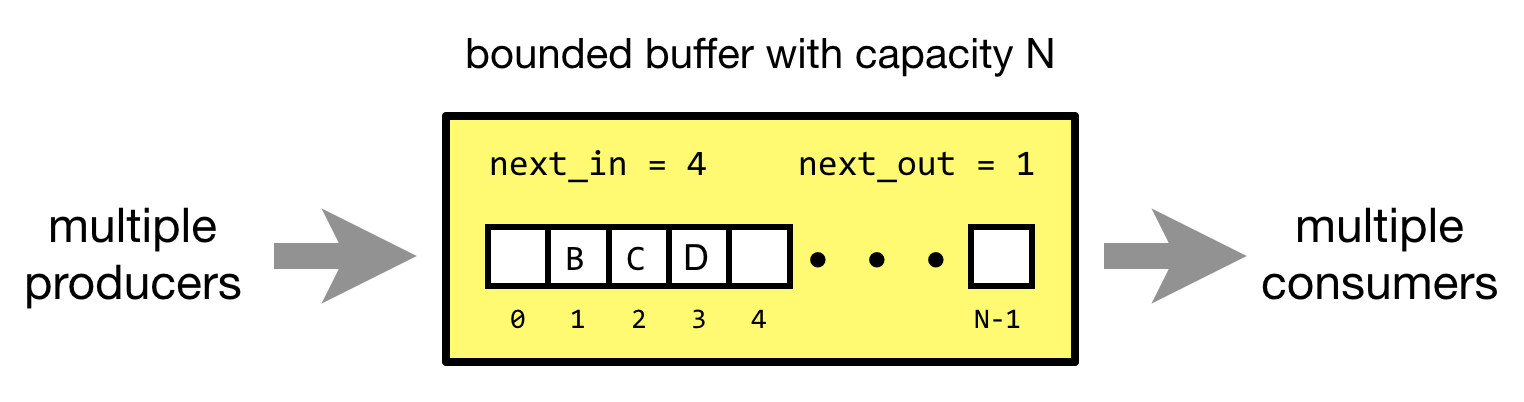 bounded buffer with capacity N
next_in = 4 next_out = 1
multiple
producers
B C D
0 1 2 3 4 N-1
multiple
consumers